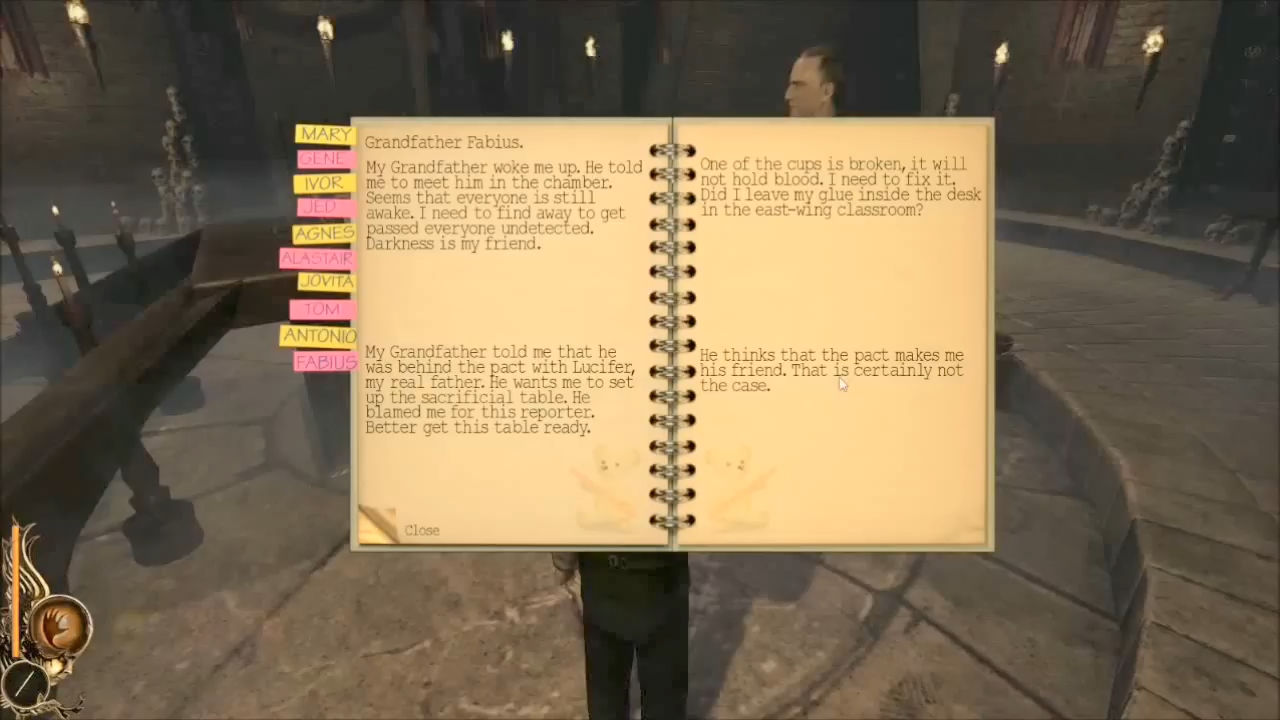 MARY
GENE
IVOR
JED
AGNES
ALASTAIR
JOVITA
TOM
ANTONIO
FABIUS
Grandfather Fabius.
My Grandfather woke me up. He told
me to meet him in the chamber.
Seems that everyone is still
awake. I need to find away to get
passed everyone undetected.
Darkness is my friend.
My Grandfather told me that he
was behind the pact with Lucifer,
my real father. He wants me to set
up the sacrificial table. He
blamed me for this reporter.
Better get this table ready.
Close
One of the cups is broken, it will
not hold blood. I need to fix it.
Did I leave my glue inside the desk
in the east-wing classroom?
He thinks that the pact makes me
his friend. That is certainly not
the case.